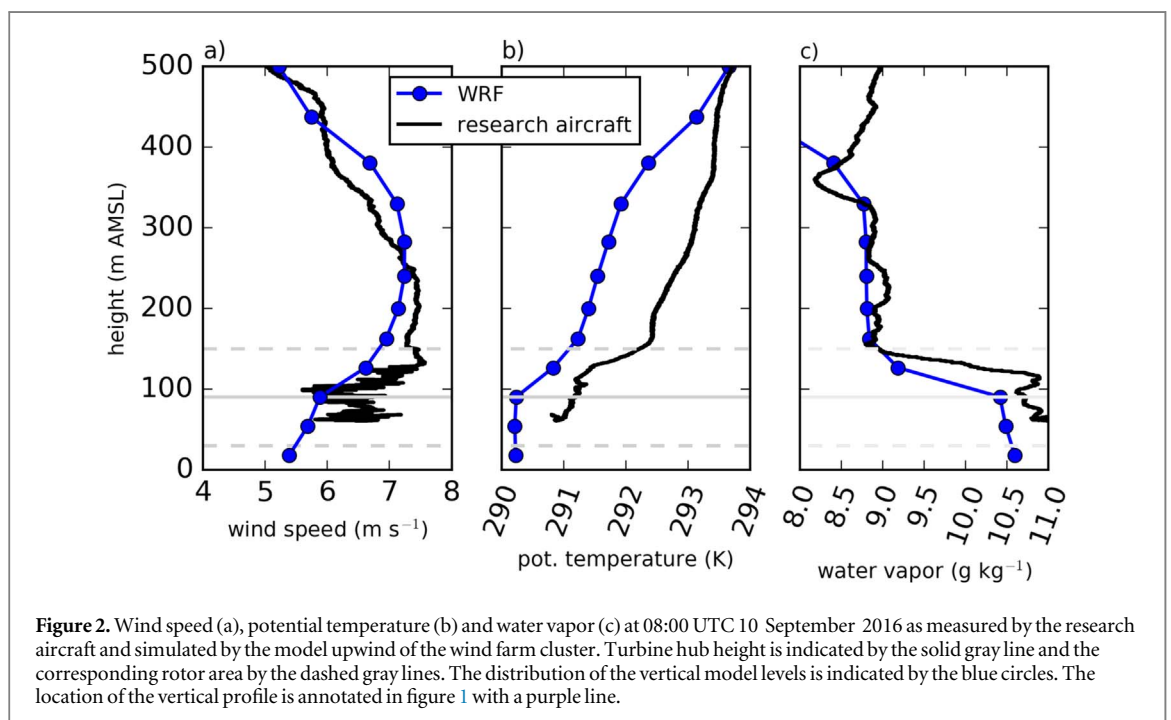 a)
b)
c)
500
400
300
200
100
0
height (m AMSL)
WRF
research aircraft
4 5 6 7 8
wind speed (m s⁻¹)
290 291 292 293 294
pot. temperature (K)
8.0 8.5 9.0 9.5 10.0 10.5 11.0
water vapor (g kg⁻¹)
Figure 2. Wind speed (a), potential temperature (b) and water vapor (c) at 08:00 UTC 10 September 2016 as measured by the research
aircraft and simulated by the model upwind of the wind farm cluster. Turbine hub height is indicated by the solid gray line and the
corresponding rotor area by the dashed gray lines. The distribution of the vertical model levels is indicated by the blue circles. The
location of the vertical profile is annotated in figure 1 with a purple line.